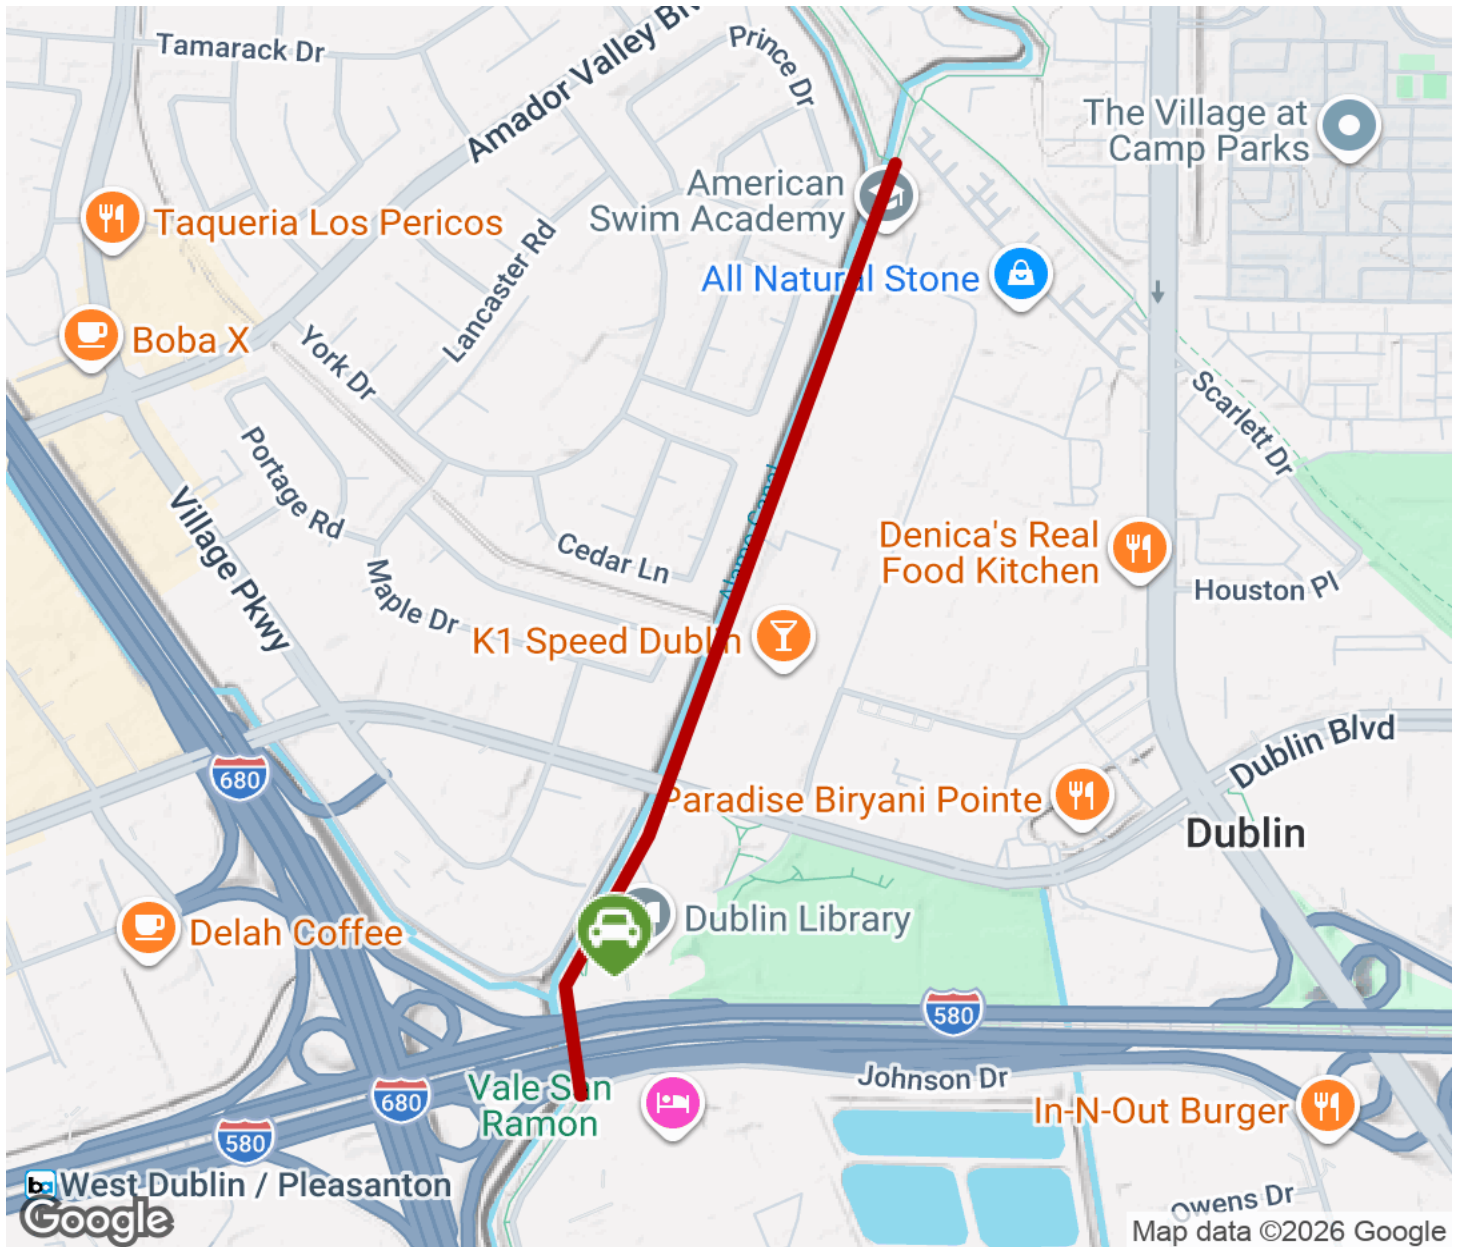 Tamarack Dr
Amador Valley Blv
Prince Dr
The Village at
Camp Parks
American
Swim Academy
Taqueria Los Pericos
Lancaster Rd
All Natural Stone
Boba X
York Dr
Scarlett Dr
Portage Rd
Village Pkwy
Alamo Canal
Denica's Real
Food Kitchen
Cedar Ln
Maple Dr
Houston Pl
K1 Speed Dublin
Dublin Blvd
680
Paradise Biryani Pointe
Dublin
Delah Coffee
Dublin Library
580
Johnson Dr
Vale San
Ramon
680
In-N-Out Burger
580
ba West Dublin / Pleasanton
Owens Dr
Google
Map data ©2026 Google